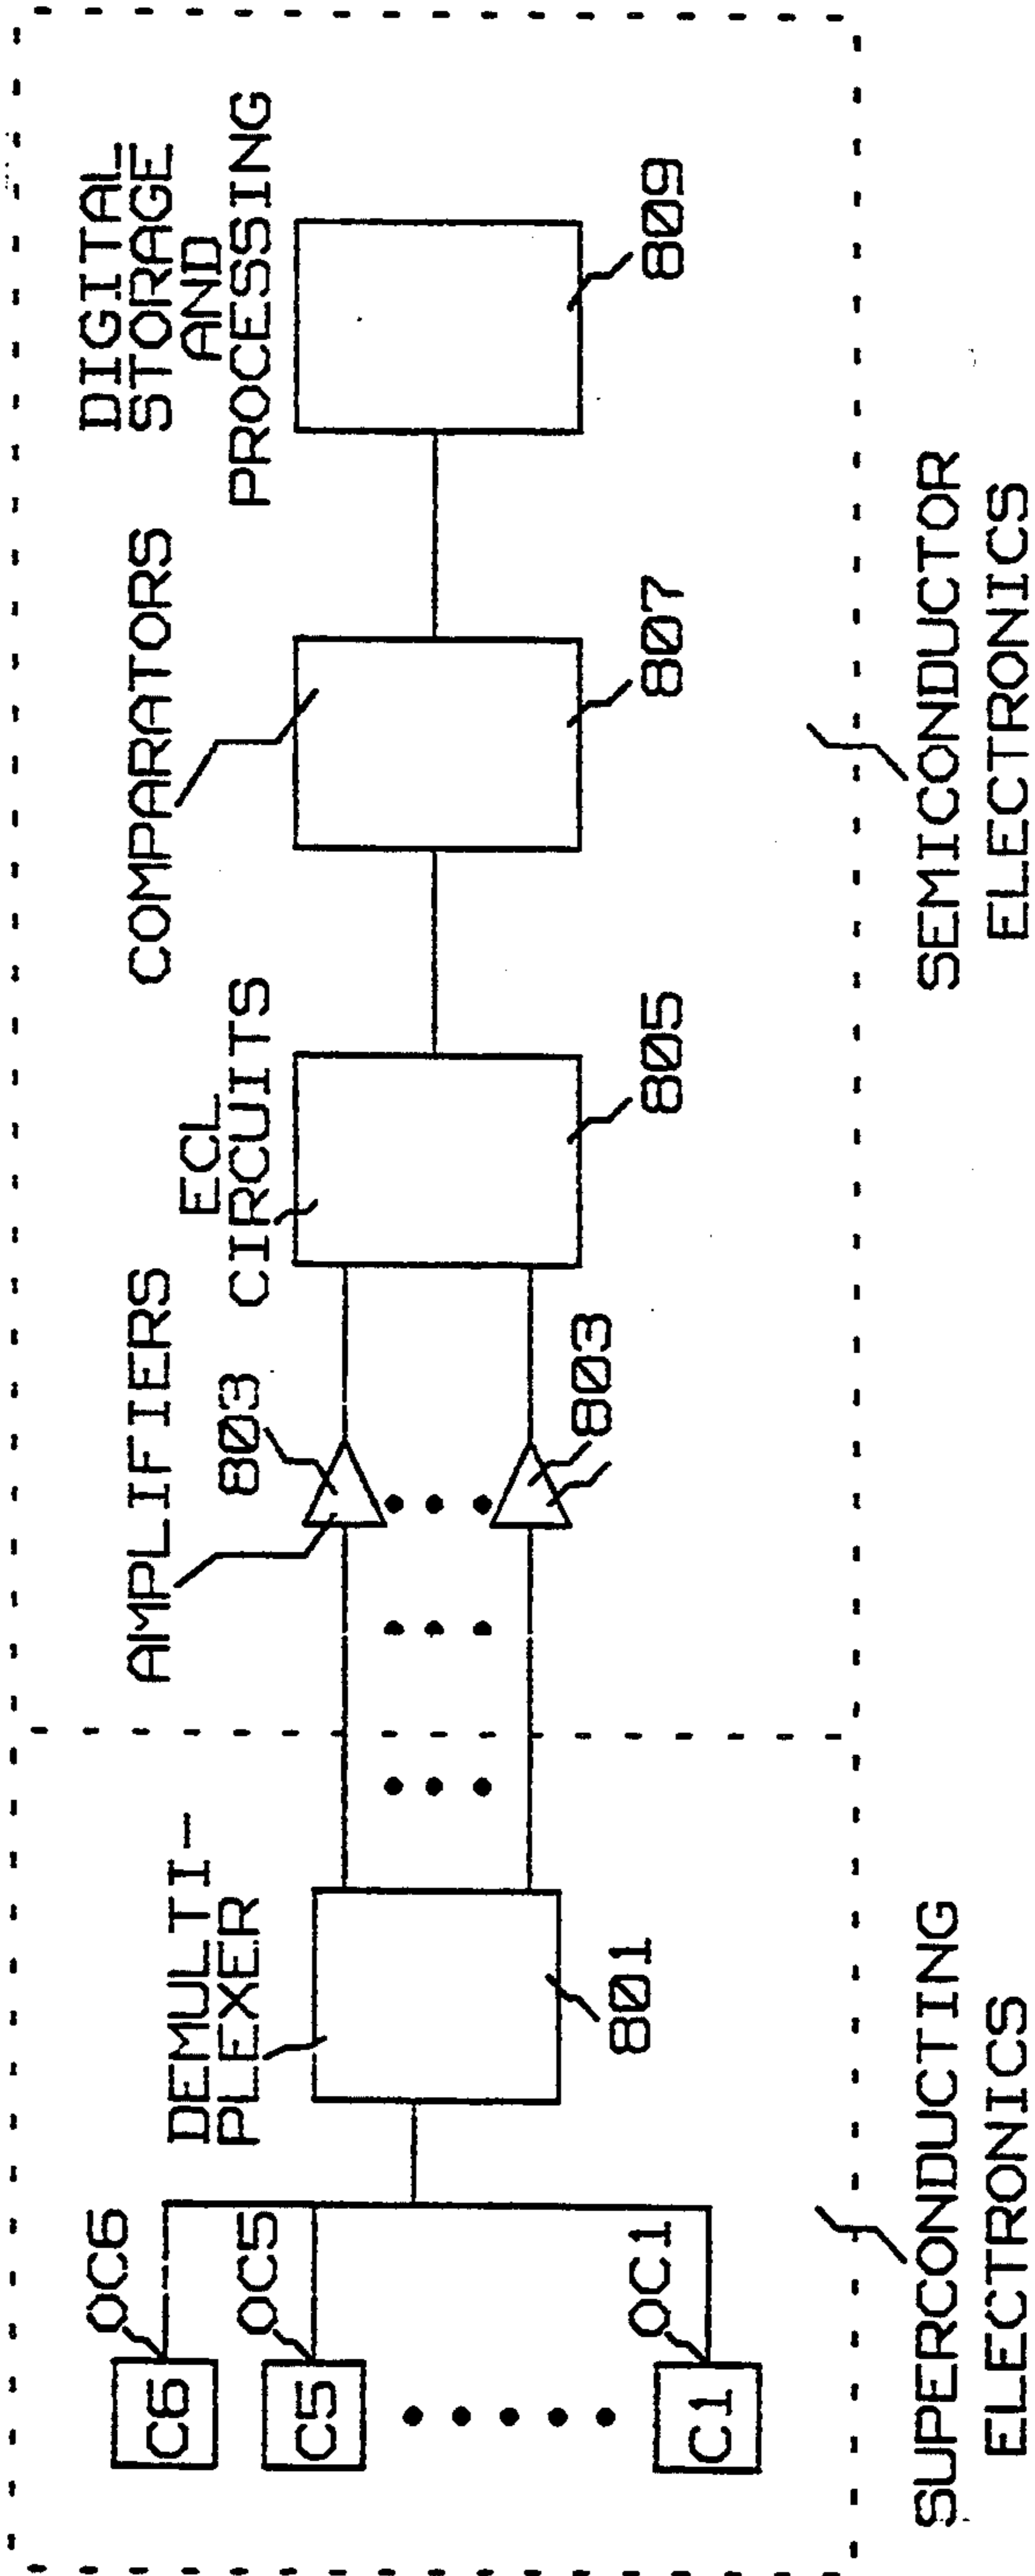 C6
OC6
C5
OC5
C1
OC1
DEMULTI-
PLEXER
801
AMPLIFIERS
803
803
ECL
CIRCUITS
805
COMPARATORS
807
DIGITAL
STORAGE
AND
PROCESSING
809
SUPERCONDUCTING
ELECTRONICS
SEMICONDUCTOR
ELECTRONICS